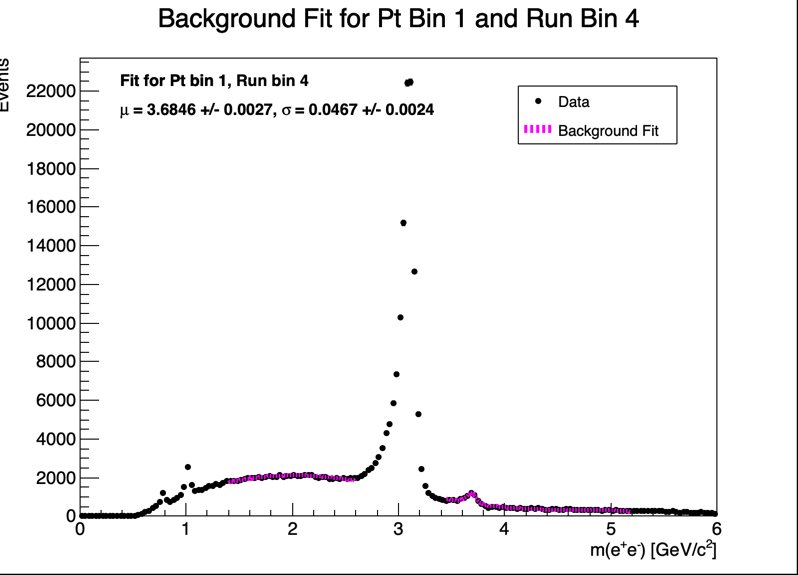 Background Fit for Pt Bin 1 and Run Bin 4
Events
Fit for Pt bin 1, Run bin 4
μ = 3.6846 +/- 0.0027, σ = 0.0467 +/- 0.0024
Data
Background Fit
22000
20000
18000
16000
14000
12000
10000
8000
6000
4000
2000
0
0 1 2 3 4 5 6
m(e⁺e⁻) [GeV/c²]